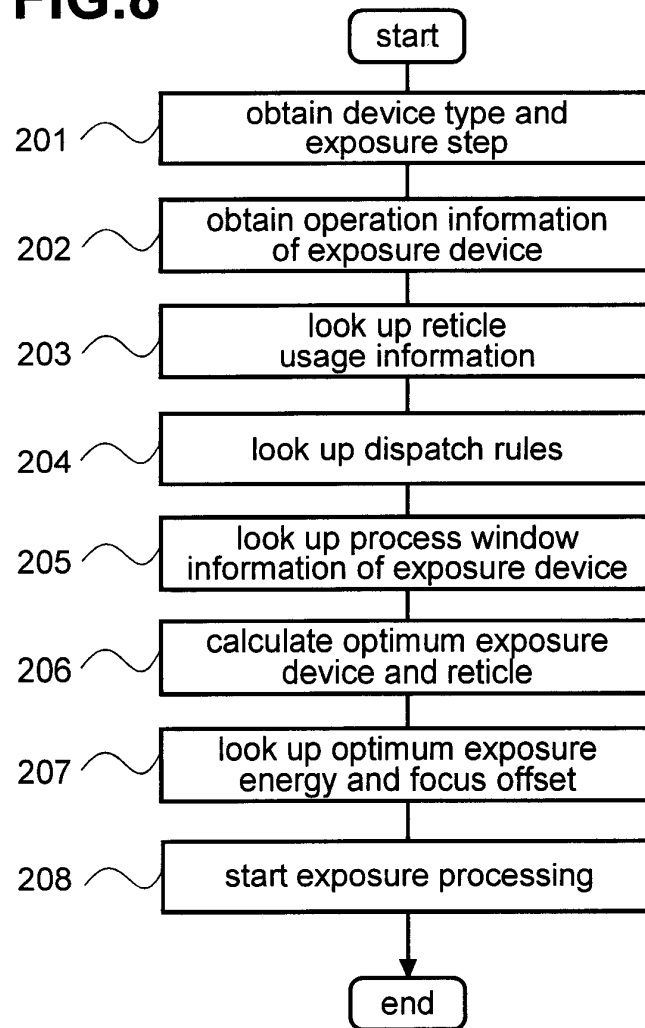 FIG.8
start
201
obtain device type and
exposure step
202
obtain operation information
of exposure device
203
look up reticle
usage information
204
look up dispatch rules
205
look up process window
information of exposure device
206
calculate optimum exposure
device and reticle
207
look up optimum exposure
energy and focus offset
208
start exposure processing
end